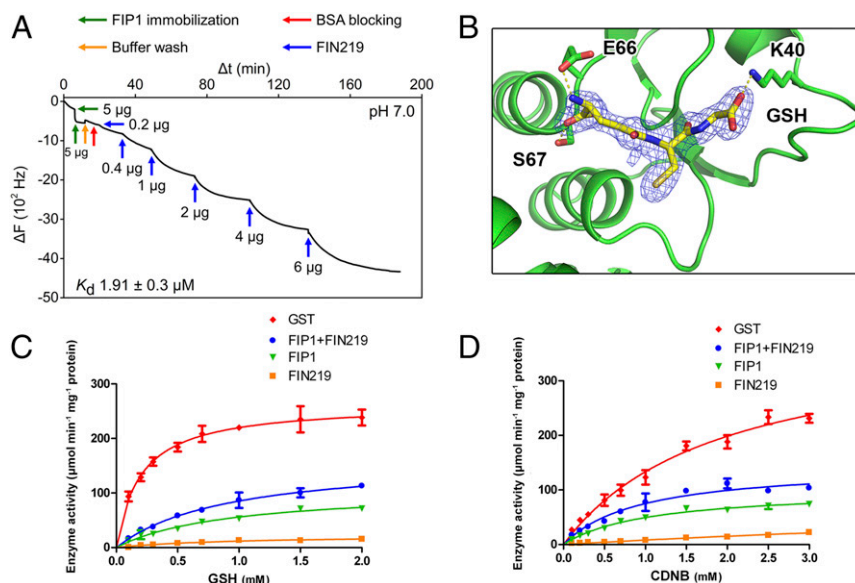 A
FIP1 immobilization
BSA blocking
Buffer wash
FIN219
Δt (min)
0 40 80 120 160 200
pH 7.0
ΔF (10² Hz)
0
-10
-20
-30
-40
-50
5 µg
5 µg
0.2 µg
0.4 µg
1 µg
2 µg
4 µg
6 µg
Kd 1.91 ± 0.3 µM
B
E66
K40
GSH
S67
C
GST
FIP1+FIN219
FIP1
FIN219
Enzyme activity (µmol min⁻¹ mg⁻¹ protein)
300
200
100
0
0.0 0.5 1.0 1.5 2.0
GSH (mM)
D
GST
FIP1+FIN219
FIP1
FIN219
Enzyme activity (µmol min⁻¹ mg⁻¹ protein)
300
200
100
0
0.0 0.5 1.0 1.5 2.0 2.5 3.0
CDNB (mM)